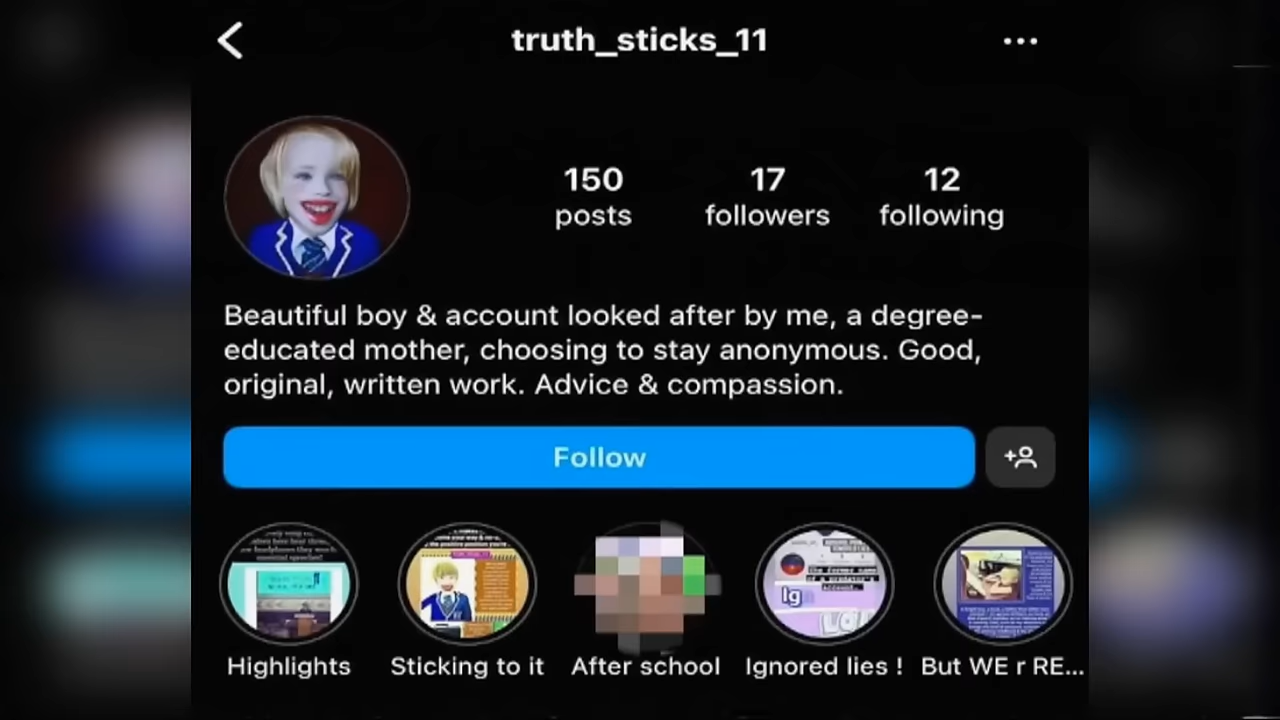 truth_sticks_11
150
17
12
posts
followers
following
Beautiful boy & account looked after by me, a degree-
educated mother, choosing to stay anonymous. Good,
original, written work. Advice & compassion.
Follow
Ig
Highlights
Sticking to it
After school
Ignored lies !
But WE r RE...